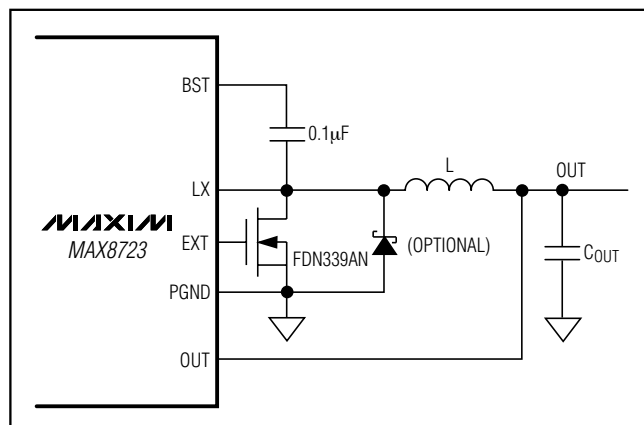 BST
0.1µF
LX
L
OUT
MAXIM
MAX8723
EXT
FDN339AN
(OPTIONAL)
COUT
PGND
OUT